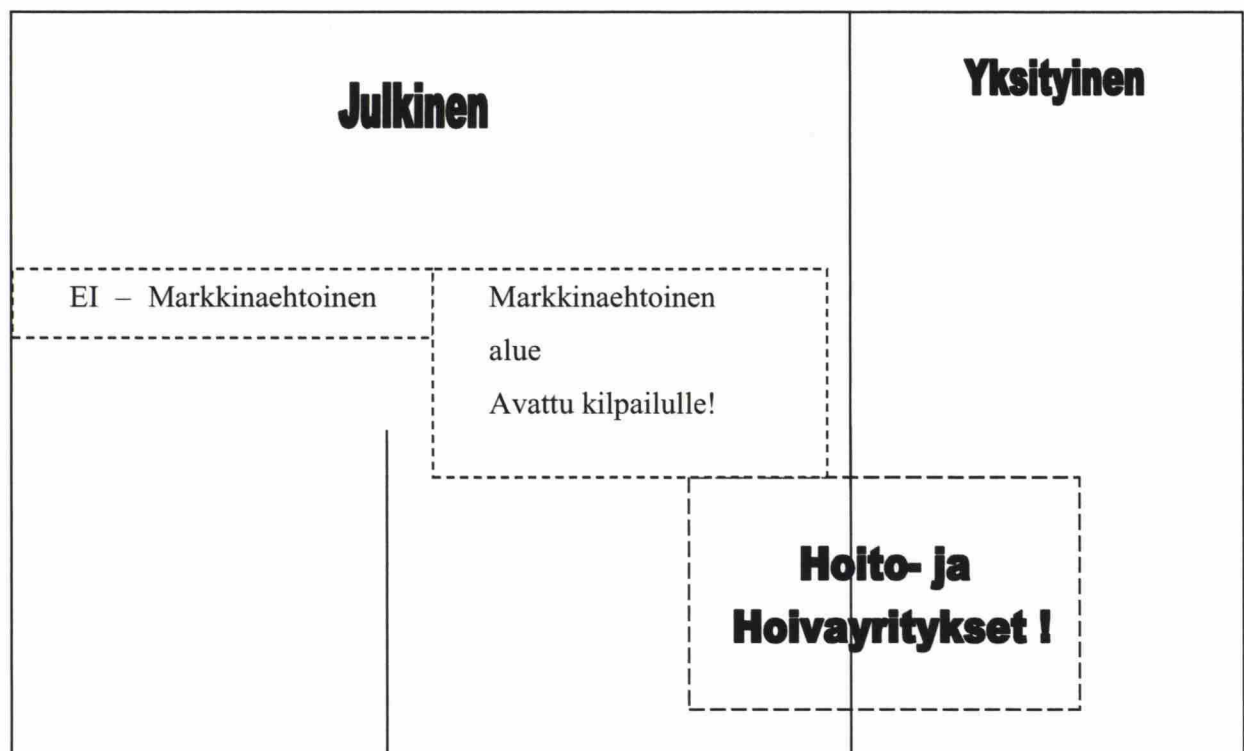 Julkinen
Yksityinen
EI – Markkinaehtoinen
Markkinaehtoinen
alue
Avattu kilpailulle!
Hoito- ja
Hoivayritykset !